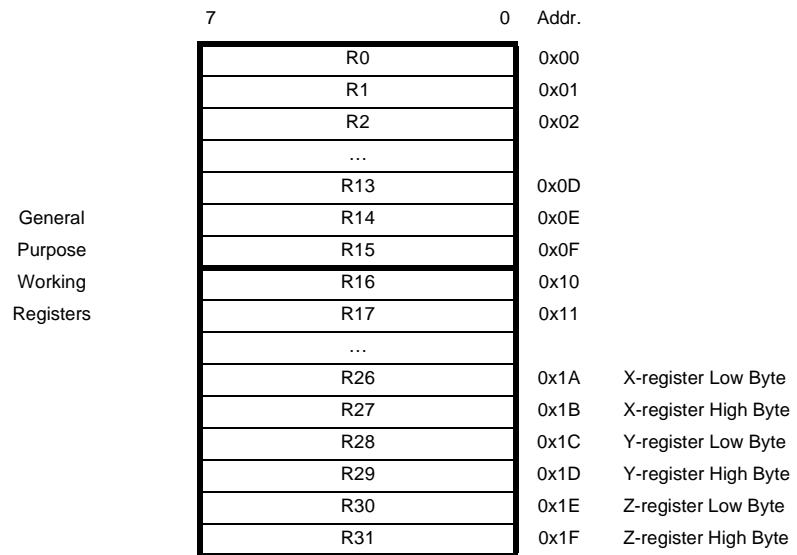 7 0 Addr.
R0 0x00
R1 0x01
R2 0x02
…
R13 0x0D
General R14 0x0E
Purpose R15 0x0F
Working R16 0x10
Registers R17 0x11
…
R26 0x1A X-register Low Byte
R27 0x1B X-register High Byte
R28 0x1C Y-register Low Byte
R29 0x1D Y-register High Byte
R30 0x1E Z-register Low Byte
R31 0x1F Z-register High Byte